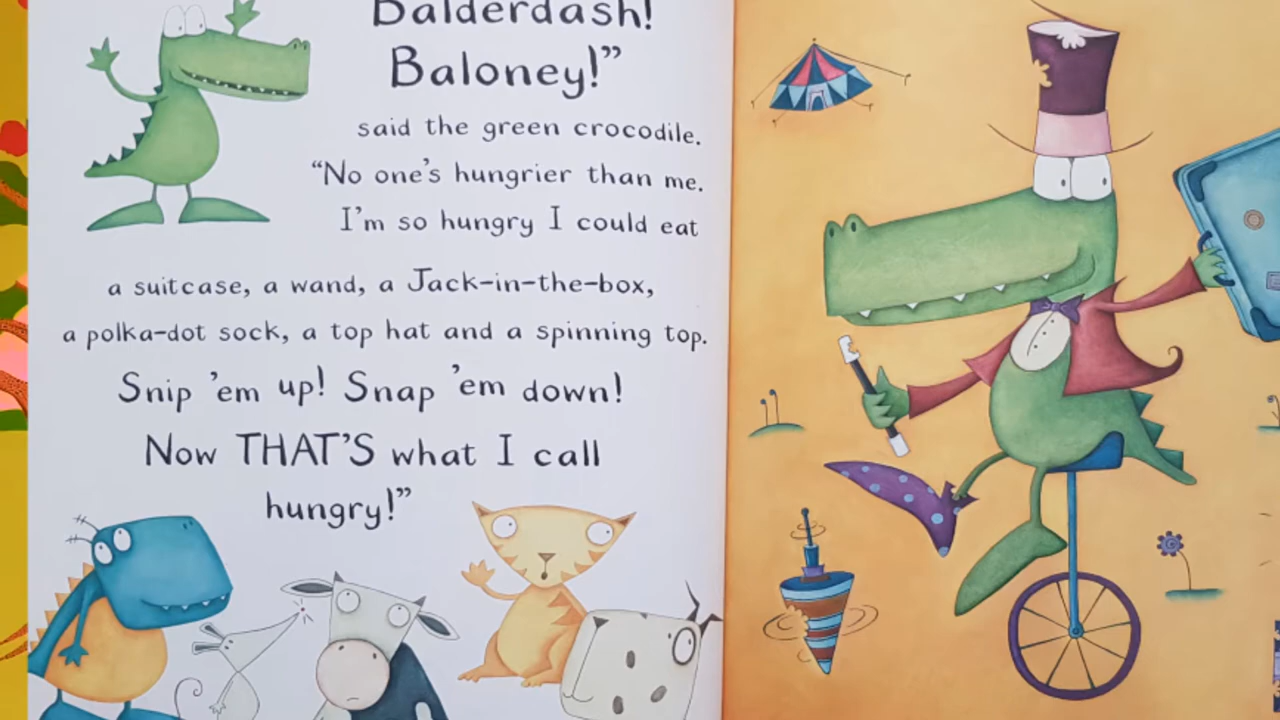 Balderdash!
Baloney!”
said the green crocodile.
“No one’s hungrier than me.
I’m so hungry I could eat
a suitcase, a wand, a Jack-in-the-box,
a polka-dot sock, a top hat and a spinning top.
Snip ’em up! Snap ’em down!
Now THAT’S what I call
hungry!”